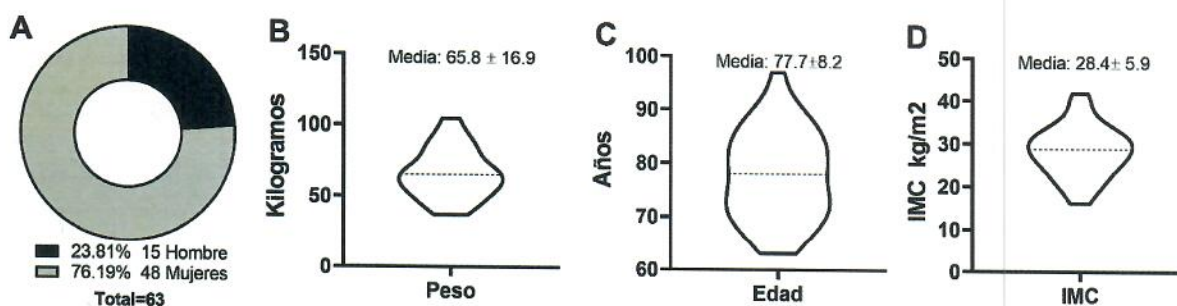 A
23.81% 15 Hombre
76.19% 48 Mujeres
Total=63
B
Media: 65.8 ± 16.9
Kilogramos
150
100
50
0
Peso
C
Media: 77.7±8.2
Años
100
90
80
70
60
Edad
D
Media: 28.4± 5.9
IMC kg/m2
50
40
30
20
10
0
IMC